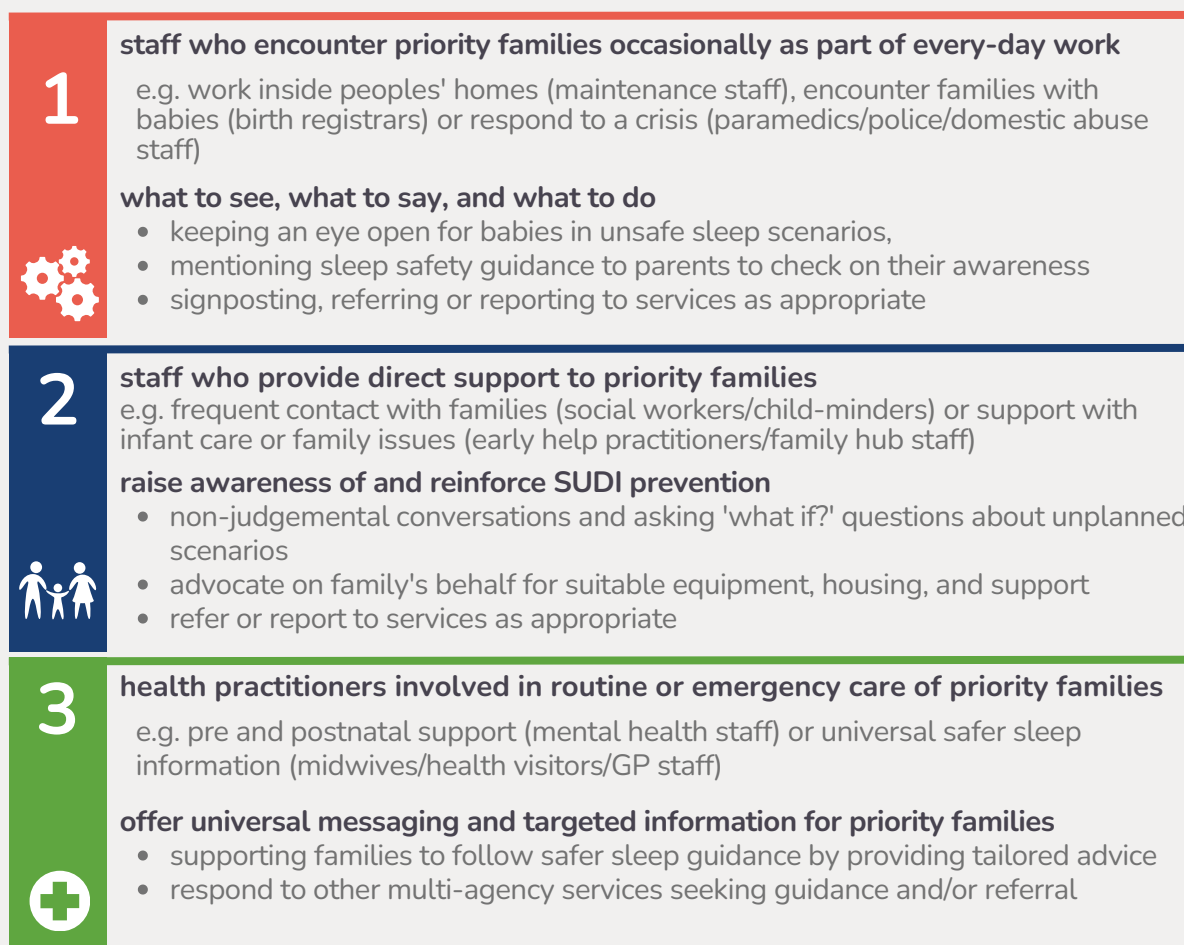 1
staff who encounter priority families occasionally as part of every-day work
e.g. work inside peoples' homes (maintenance staff), encounter families with
babies (birth registrars) or respond to a crisis (paramedics/police/domestic abuse
staff)
what to see, what to say, and what to do
• keeping an eye open for babies in unsafe sleep scenarios,
• mentioning sleep safety guidance to parents to check on their awareness
• signposting, referring or reporting to services as appropriate
2
staff who provide direct support to priority families
e.g. frequent contact with families (social workers/child-minders) or support with
infant care or family issues (early help practitioners/family hub staff)
raise awareness of and reinforce SUDI prevention
• non-judgemental conversations and asking 'what if?' questions about unplanned
scenarios
• advocate on family's behalf for suitable equipment, housing, and support
• refer or report to services as appropriate
3
health practitioners involved in routine or emergency care of priority families
e.g. pre and postnatal support (mental health staff) or universal safer sleep
information (midwives/health visitors/GP staff)
offer universal messaging and targeted information for priority families
• supporting families to follow safer sleep guidance by providing tailored advice
• respond to other multi-agency services seeking guidance and/or referral